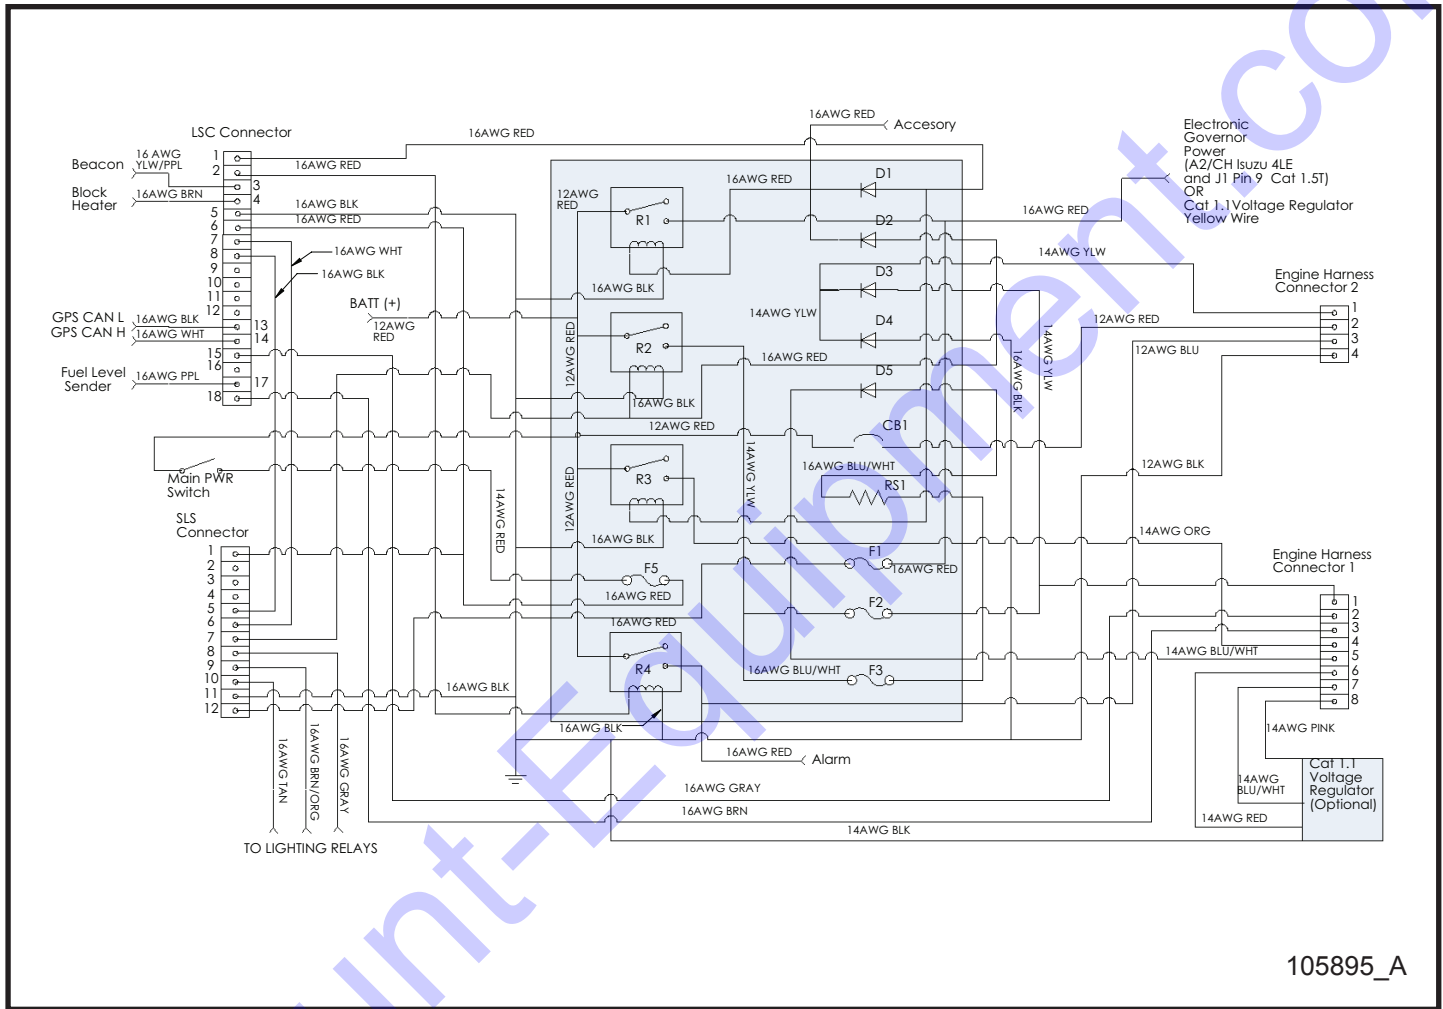 16AWG RED
Accesory
LSC Connector
16AWG RED
Electronic
Governor
Power
(A2/CH Isuzu 4LE
and J1 Pin 9 Cat 1.5T)
OR
Cat 1.1Voltage Regulator
Yellow Wire
Beacon
16 AWG
YLW/PPL
Block
Heater
16AWG BRN
1
2
3
4
5
6
7
8
9
10
11
12
13
14
15
16
17
18
16AWG RED
16AWG BLK
16AWG RED
16AWG WHT
16AWG BLK
12AWG
RED
R1
16AWG RED
D1
D2
16AWG RED
14AWG YLW
Engine Harness
Connector 2
1
2
3
4
16AWG BLK
D3
BATT (+)
12AWG
RED
14AWG YLW
GPS CAN L
16AWG BLK
GPS CAN H
16AWG WHT
12AWG RED
R2
D4
14AWG YLW
16AWG BLK
12AWG RED
12AWG BLU
16AWG RED
Fuel Level
Sender
16AWG PPL
D5
16AWG BLK
12AWG RED
CB1
Main PWR
Switch
14AWG RED
12AWG RED
R3
14AWG YLW
16AWG BLU/WHT
RS1
12AWG BLK
SLS
Connector
1
2
3
4
5
6
7
8
9
10
11
12
16AWG BLK
14AWG ORG
F1
16AWG RED
Engine Harness
Connector 1
1
2
3
4
5
6
7
8
F5
16AWG RED
F2
16AWG RED
R4
16AWG BLU/WHT
F3
14AWG BLU/WHT
16AWG BLK
16AWG BLK
14AWG PINK
16AWG TAN
16AWG BRN/ORG
16AWG GRAY
16AWG RED
Alarm
Cat 1.1
Voltage
Regulator
(Optional)
14AWG
BLU/WHT
16AWG GRAY
16AWG BRN
14AWG RED
14AWG BLK
TO LIGHTING RELAYS
105895_A
unt-Equipment.co